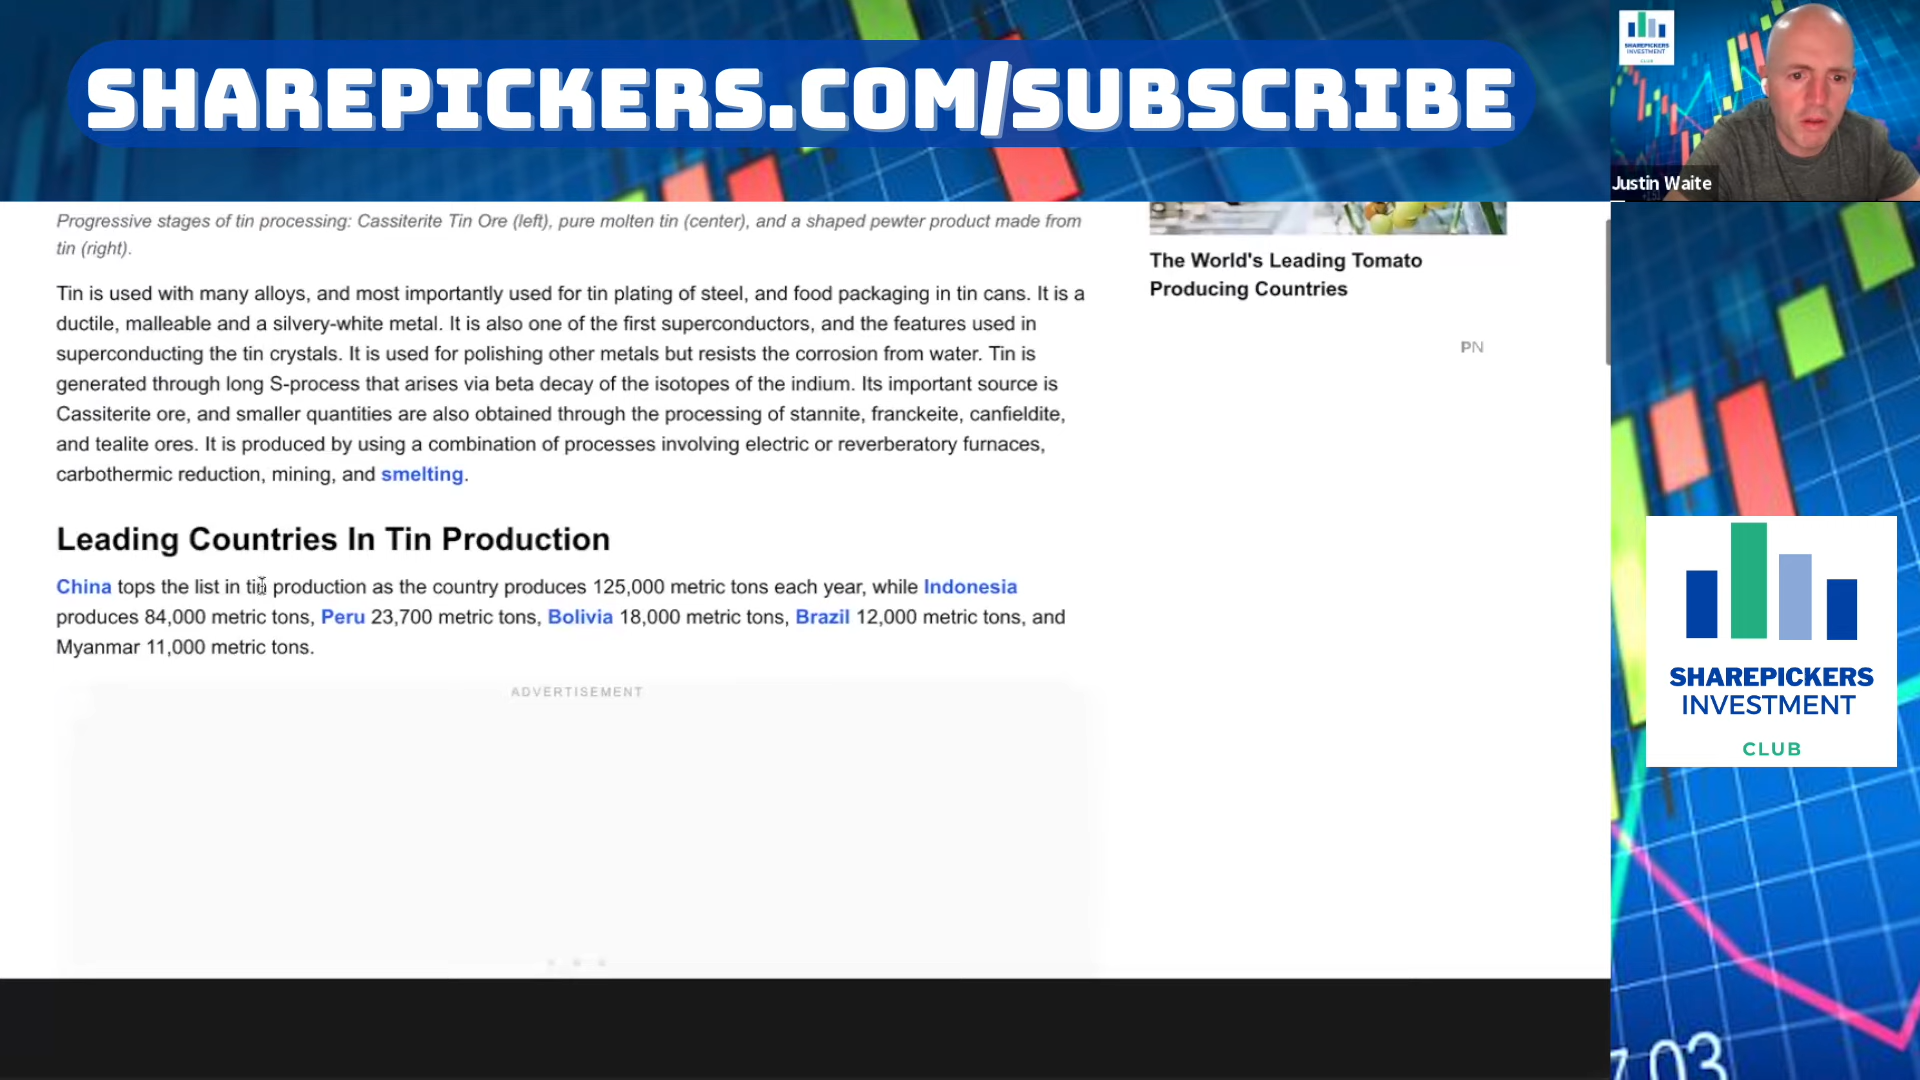 SHAREPICKERS.COM/SUBSCRIBE
SHAREPICKERS
INVESTMENT
CLUB
Justin Waite
Progressive stages of tin processing: Cassiterite Tin Ore (left), pure molten tin (center), and a shaped pewter product made from
tin (right).
Tin is used with many alloys, and most importantly used for tin plating of steel, and food packaging in tin cans. It is a
ductile, malleable and a silvery-white metal. It is also one of the first superconductors, and the features used in
superconducting the tin crystals. It is used for polishing other metals but resists the corrosion from water. Tin is
generated through long S-process that arises via beta decay of the isotopes of the indium. Its important source is
Cassiterite ore, and smaller quantities are also obtained through the processing of stannite, franckeite, canfieldite,
and tealite ores. It is produced by using a combination of processes involving electric or reverberatory furnaces,
carbothermic reduction, mining, and smelting.
The World's Leading Tomato
Producing Countries
PN
Leading Countries In Tin Production
China tops the list in tin production as the country produces 125,000 metric tons each year, while Indonesia
produces 84,000 metric tons, Peru 23,700 metric tons, Bolivia 18,000 metric tons, Brazil 12,000 metric tons, and
Myanmar 11,000 metric tons.
ADVERTISEMENT
SHAREPICKERS
INVESTMENT
CLUB
7.03